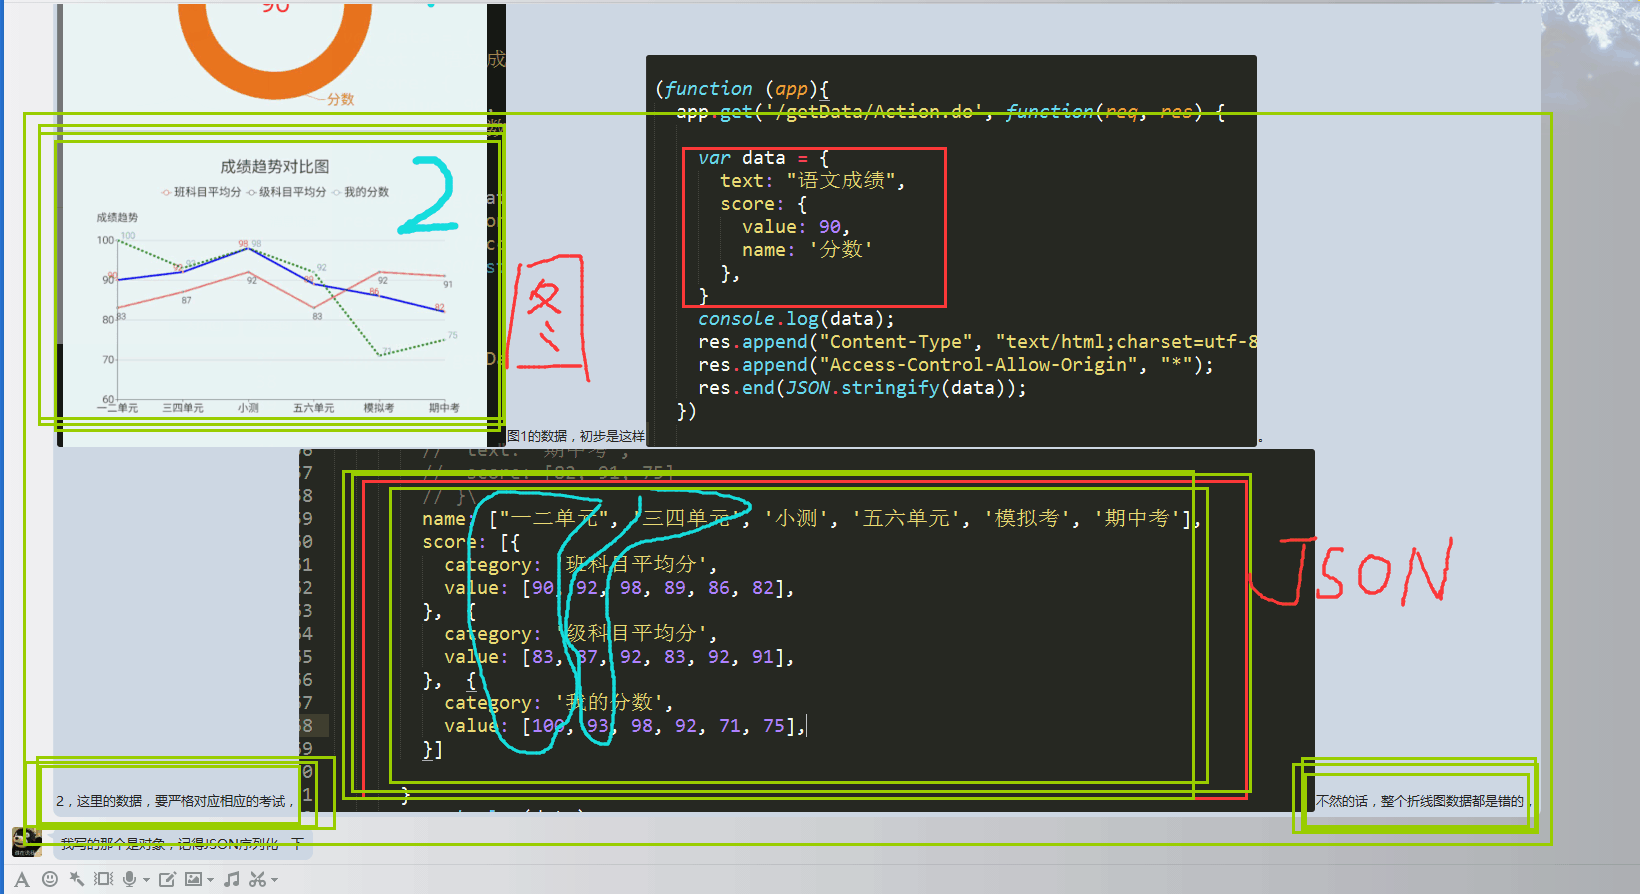 90
分数
成绩趋势对比图
2
班科目平均分 级科目平均分 我的分数
成绩趋势
100
90
80
70
60
100
90
83
92
93
87
98
98
92
89
92
83
86
92
71
82
91
75
一二单元 三四单元 小测 五六单元 模拟考 期中考
图
(function (app){
app.get('/getData/Action.do', function(req, res) {
var data = {
text: "语文成绩",
score: {
value: 90,
name: '分数'
},
}
console.log(data);
res.append("Content-Type", "text/html;charset=utf-8
res.append("Access-Control-Allow-Origin", "*");
res.end(JSON.stringify(data));
})
图1的数据，初步是这样
。
// text: '期中考',
// score: [82, 91, 75]
// }\
name: ["一二单元", '三四单元', '小测', '五六单元', '模拟考', '期中考'],
score: [{
category: '班科目平均分',
value: [90, 92, 98, 89, 86, 82],
}, {
category: '级科目平均分',
value: [83, 87, 92, 83, 92, 91],
}, {
category: '我的分数',
value: [100, 93, 98, 92, 71, 75],
}]
}
JSON
2，这里的数据，要严格对应相应的考试，
不然的话，整个折线图数据都是错的，
我写的那个是对象，记得JSON序列化一下